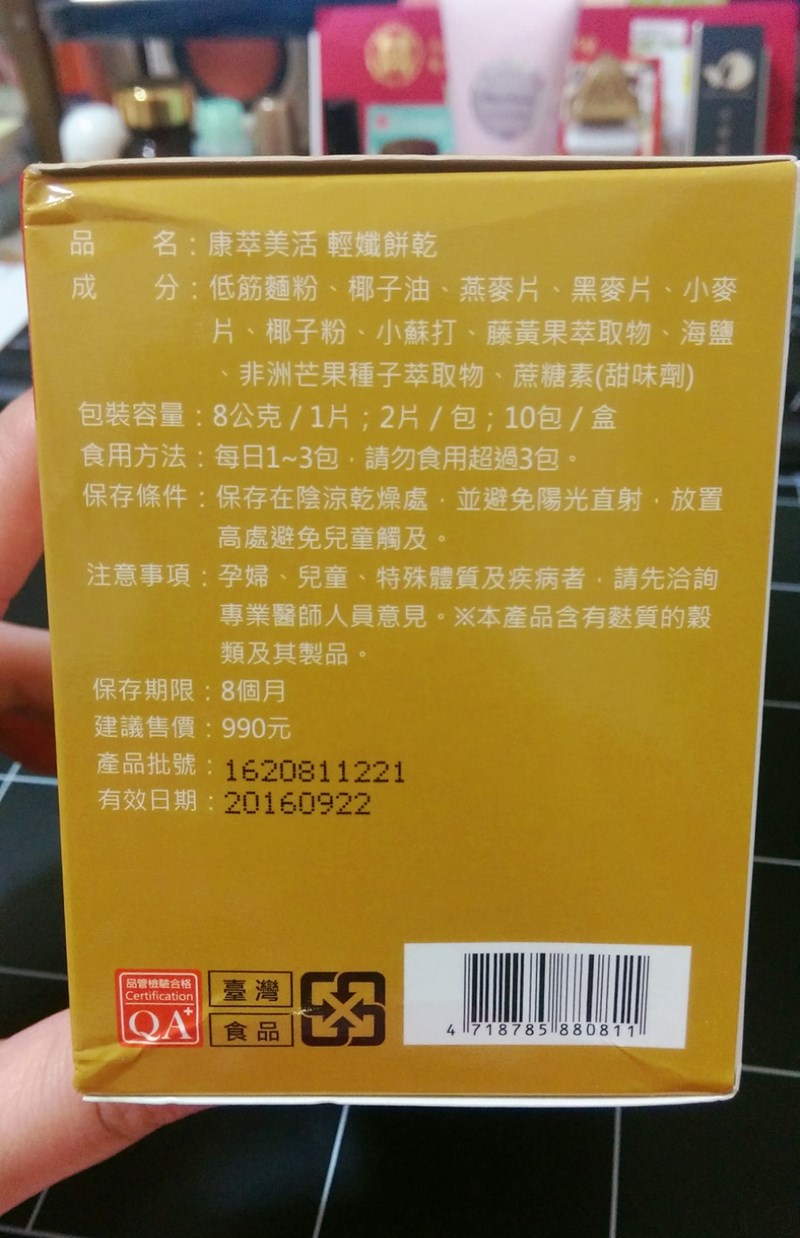 品　　名：康萃美活 輕孅餅乾
成　　分：低筋麵粉、椰子油、燕麥片、黑麥片、小麥
片、椰子粉、小蘇打、藤黃果萃取物、海鹽
、非洲芒果種子萃取物、蔗糖素(甜味劑)
包裝容量：8公克 / 1片；2片 / 包；10包 / 盒
食用方法：每日1~3包，請勿食用超過3包。
保存條件：保存在陰涼乾燥處，並避免陽光直射，放置
高處避免兒童觸及。
注意事項：孕婦、兒童、特殊體質及疾病者，請先洽詢
專業醫師人員意見。※本產品含有麩質的穀
類及其製品。
保存期限：8個月
建議售價：990元
產品批號：1620811221
有效日期：20160922
品管檢驗合格
Certification
QA+
臺灣
食品
4 718785 880811